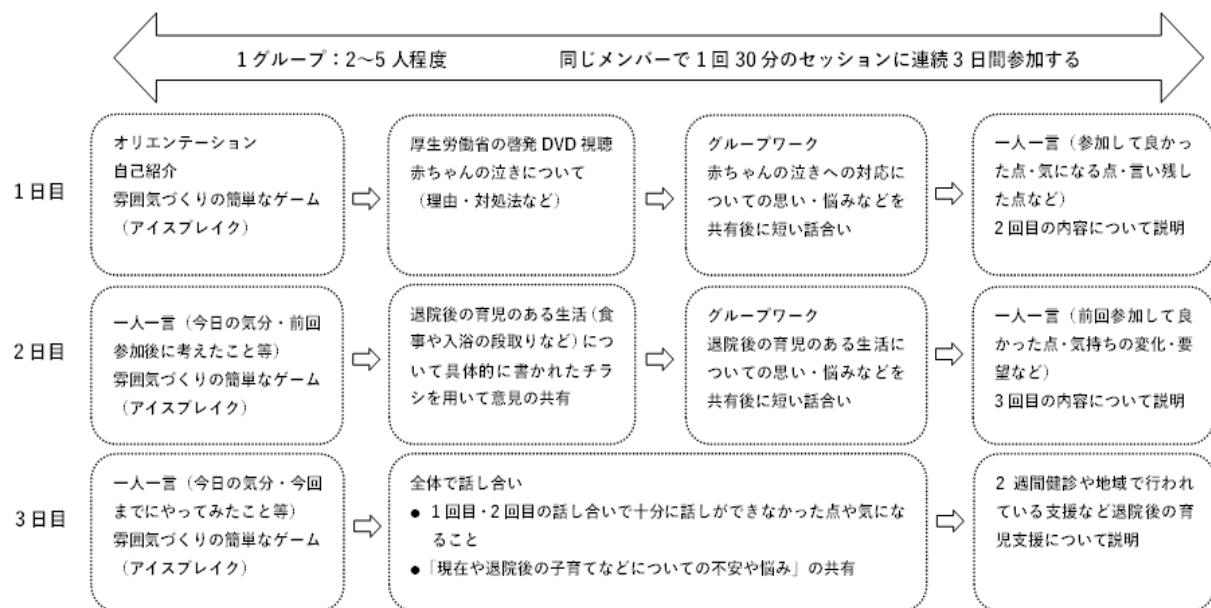 1グループ：2～5人程度　　同じメンバーで1回30分のセッションに連続3日間参加する
1日目
オリエンテーション
自己紹介
雰囲気づくりの簡単なゲーム
（アイスブレイク）
厚生労働省の啓発DVD視聴
赤ちゃんの泣きについて
（理由・対処法など）
グループワーク
赤ちゃんの泣きへの対応に
ついての思い・悩みなどを
共有後に短い話合い
一人一言（参加して良かっ
た点・気になる点・言い残し
た点など）
2回目の内容について説明
2日目
一人一言（今日の気分・前回
参加後に考えたこと等）
雰囲気づくりの簡単なゲーム
（アイスブレイク）
退院後の育児のある生活（食
事や入浴の段取りなど）につ
いて具体的に書かれたチラ
シを用いて意見の共有
グループワーク
退院後の育児のある生活に
ついての思い・悩みなどを
共有後に短い話合い
一人一言（前回参加して良
かった点・気持ちの変化・要
望など）
3回目の内容について説明
3日目
一人一言（今日の気分・今回
までにやってみたこと等）
雰囲気づくりの簡単なゲーム
（アイスブレイク）
全体で話し合い
● 1回目・2回目の話し合いで十分に話しができなかった点や気にな
ること
●「現在や退院後の子育てなどについての不安や悩み」の共有
2 週間健診や地域で行われ
ている支援など退院後の育
児支援について説明